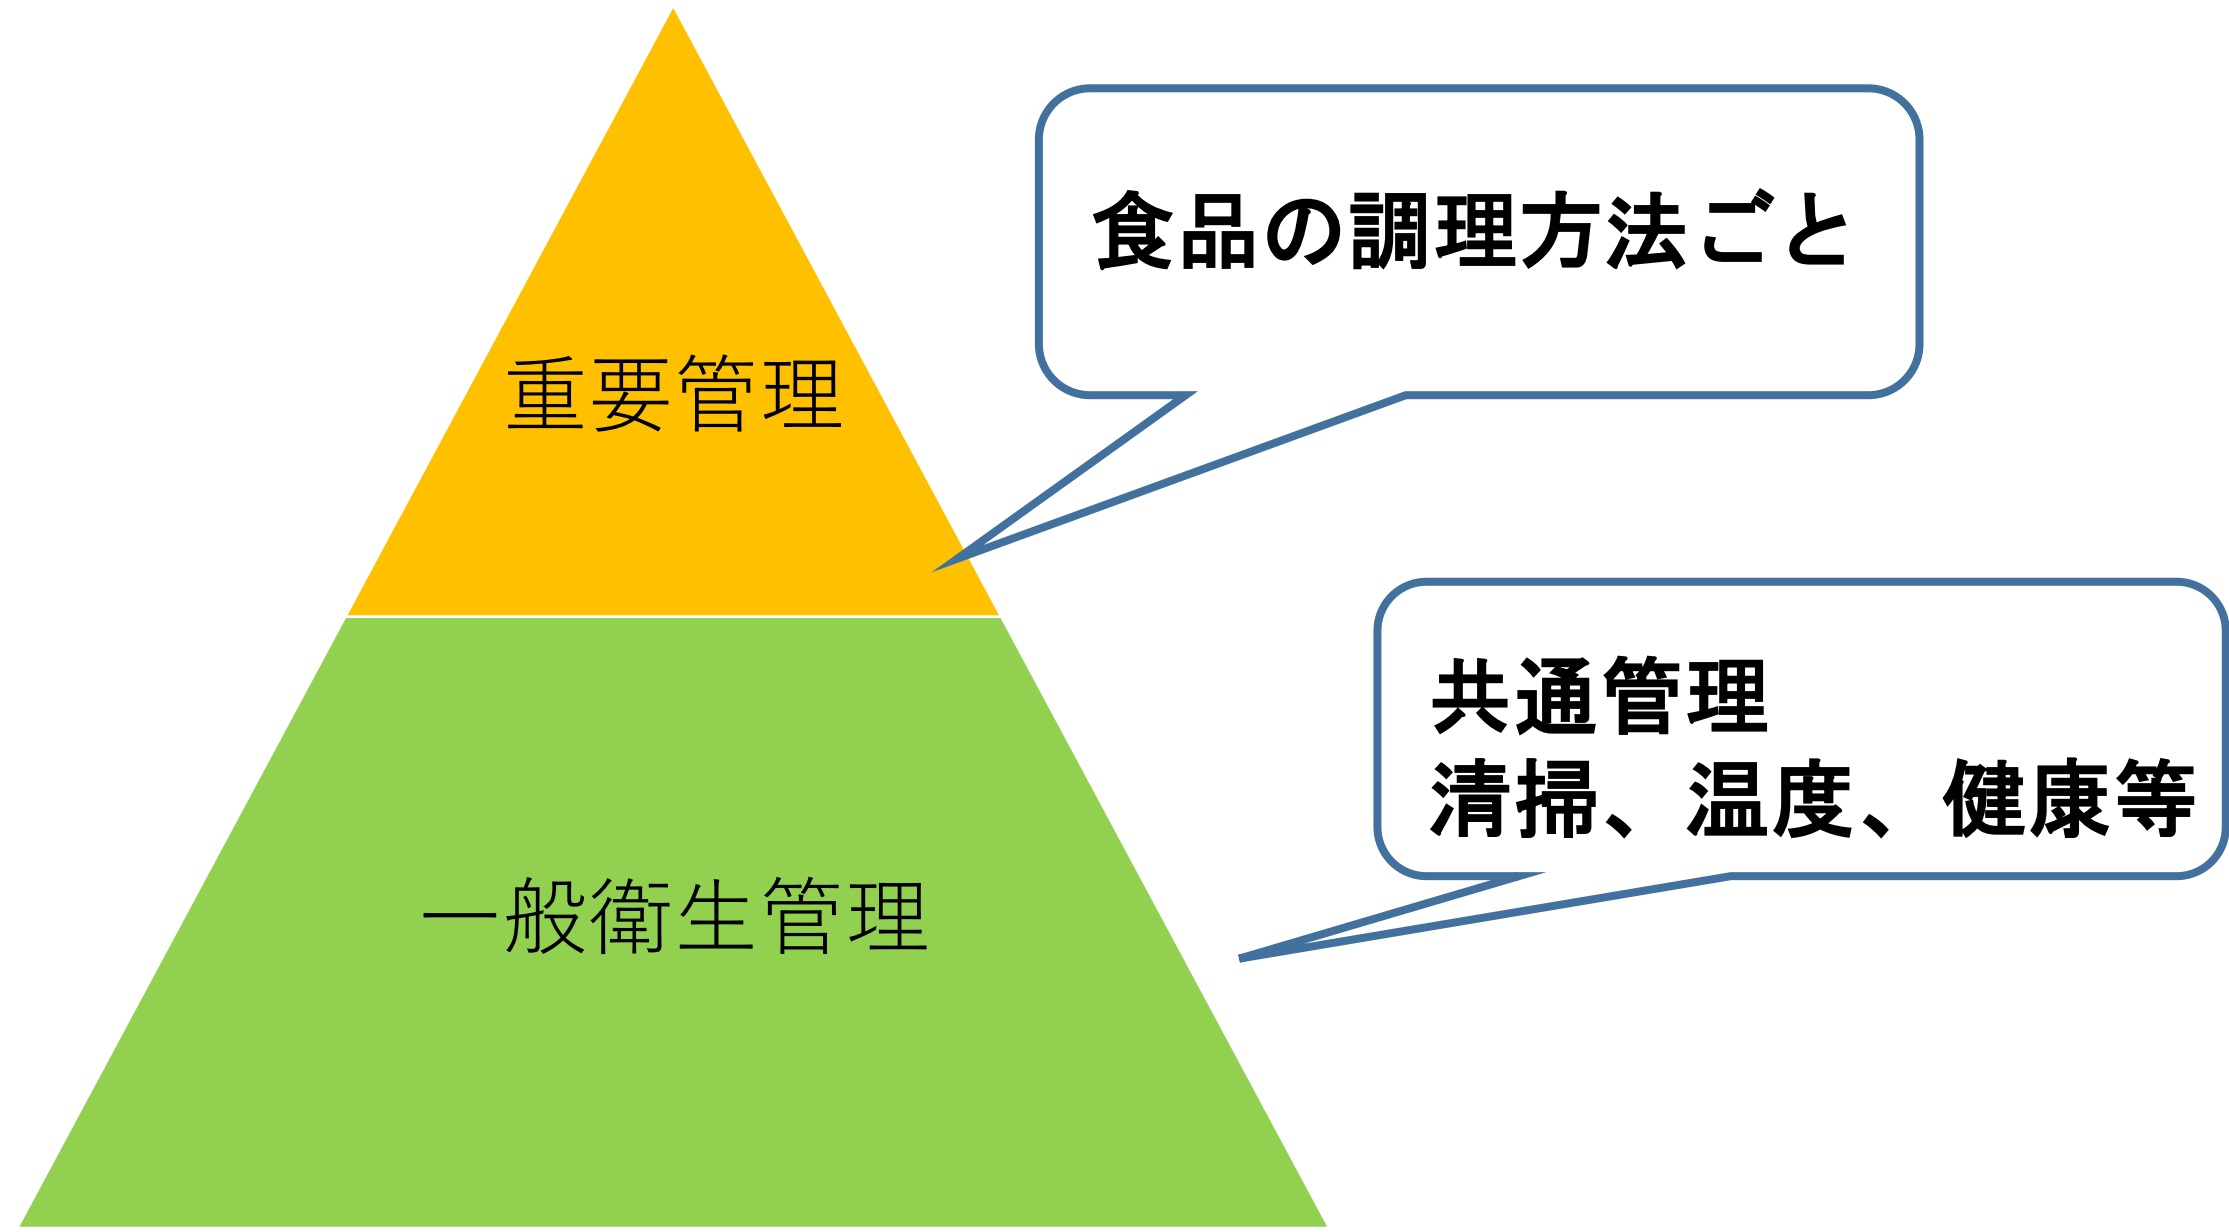 食品の調理方法ごと
重要管理
共通管理
清掃、温度、健康等
一般衛生管理